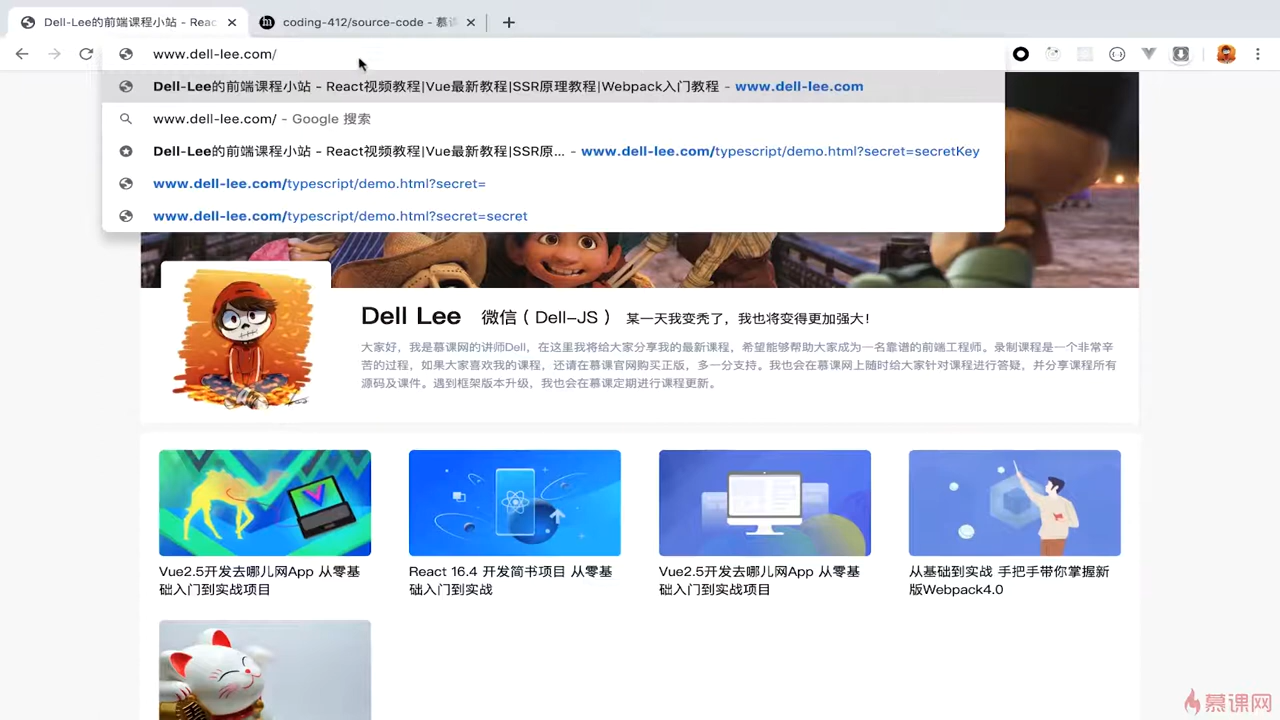 Dell-Lee的前端课程小站 - Reac
coding-412/source-code - 慕课
www.dell-lee.com/
Dell-Lee的前端课程小站 - React视频教程|Vue最新教程|SSR原理教程|Webpack入门教程 - www.dell-lee.com
www.dell-lee.com/ - Google 搜索
Dell-Lee的前端课程小站 - React视频教程|Vue最新教程|SSR原... - www.dell-lee.com/typescript/demo.html?secret=secretKey
www.dell-lee.com/typescript/demo.html?secret=
www.dell-lee.com/typescript/demo.html?secret=secret
Dell Lee 微信（Dell-JS） 某一天我变秃了，我也将变得更加强大！
大家好，我是慕课网的讲师Dell，在这里我将给大家分享我的最新课程，希望能够帮助大家成为一名靠谱的前端工程师。录制课程是一个非常辛
苦的过程，如果大家喜欢我的课程，还请在慕课官网购买正版，多一分支持。我也会在慕课网上随时给大家针对课程进行答疑，并分享课程所有
源码及课件。遇到框架版本升级，我也会在慕课定期进行课程更新。
Vue2.5开发去哪儿网App 从零基
础入门到实战项目
React 16.4 开发简书项目 从零基
础入门到实战
Vue2.5开发去哪儿网App 从零基
础入门到实战项目
从基础到实战 手把手带你掌握新
版Webpack4.0
慕课网